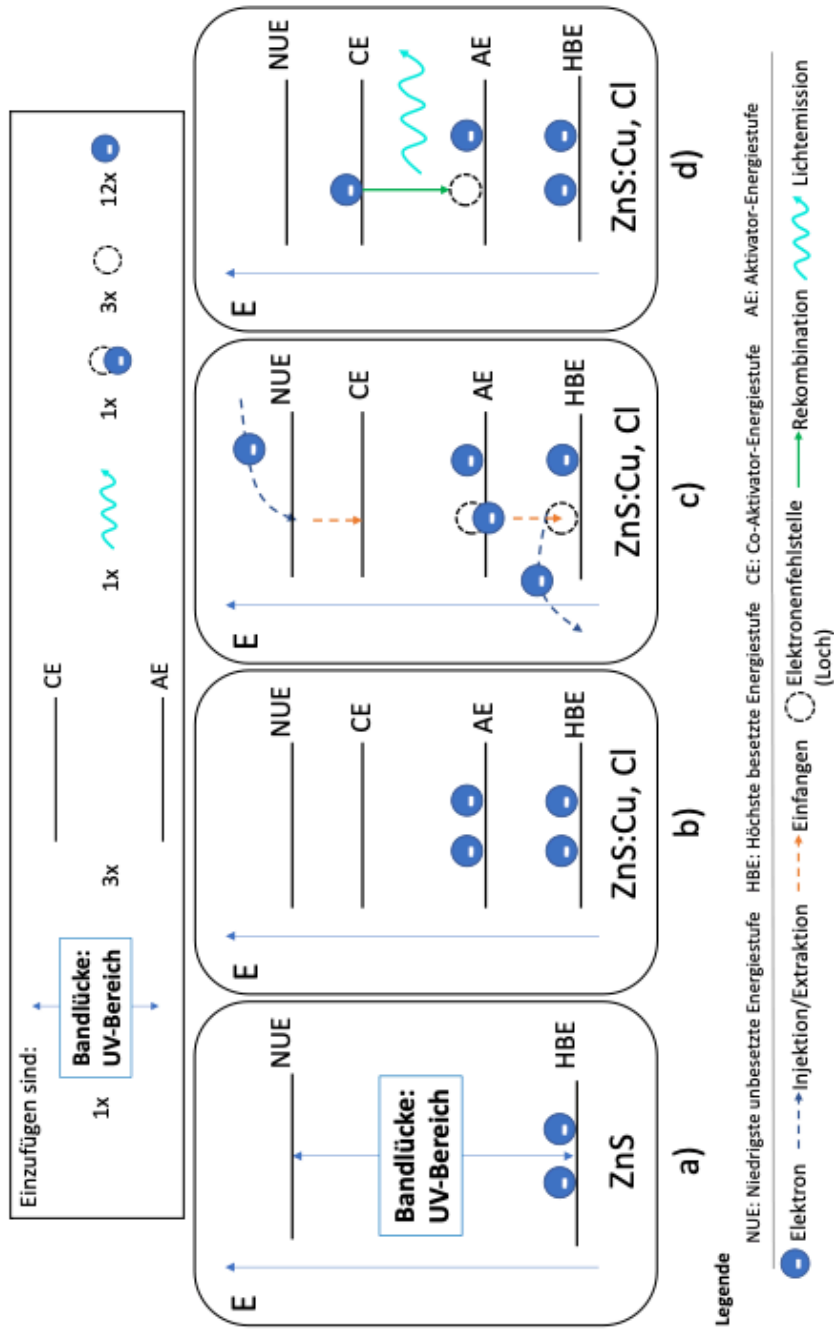 Einzufügen sind:
Bandlücke:
UV-Bereich
1x
CE
AE
3x
1x
1x
3x
12x
E
NUE
Bandlücke:
UV-Bereich
HBE
ZnS
a)
E
NUE
CE
AE
HBE
ZnS:Cu, Cl
b)
E
NUE
CE
AE
HBE
ZnS:Cu, Cl
c)
E
NUE
CE
AE
HBE
ZnS:Cu, Cl
d)
Legende
NUE: Niedrigste unbesetzte Energiestufe HBE: Höchste besetzte Energiestufe CE: Co-Aktivator-Energiestufe AE: Aktivator-Energiestufe
Elektron Injektion/Extraktion Einfangen Elektronenfehlstelle Rekombination Lichtemission
(Loch)